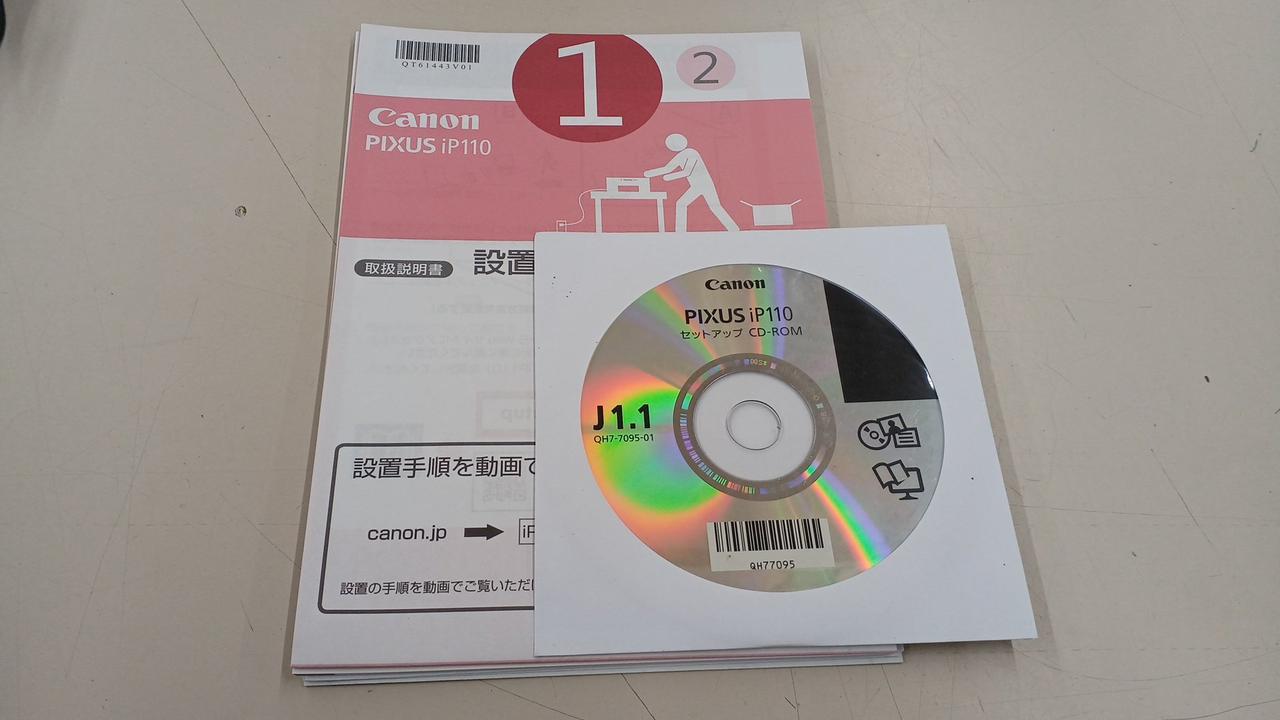 QT61443V01
1
2
Canon
PIXUS iP110
取扱説明書
設置
設置手順を動画で
canon.jp
iP
設置の手順を動画でご覧いただけ
Canon
PIXUS iP110
セットアップ CD-ROM
J1.1
QH7-7095-01
QH77095